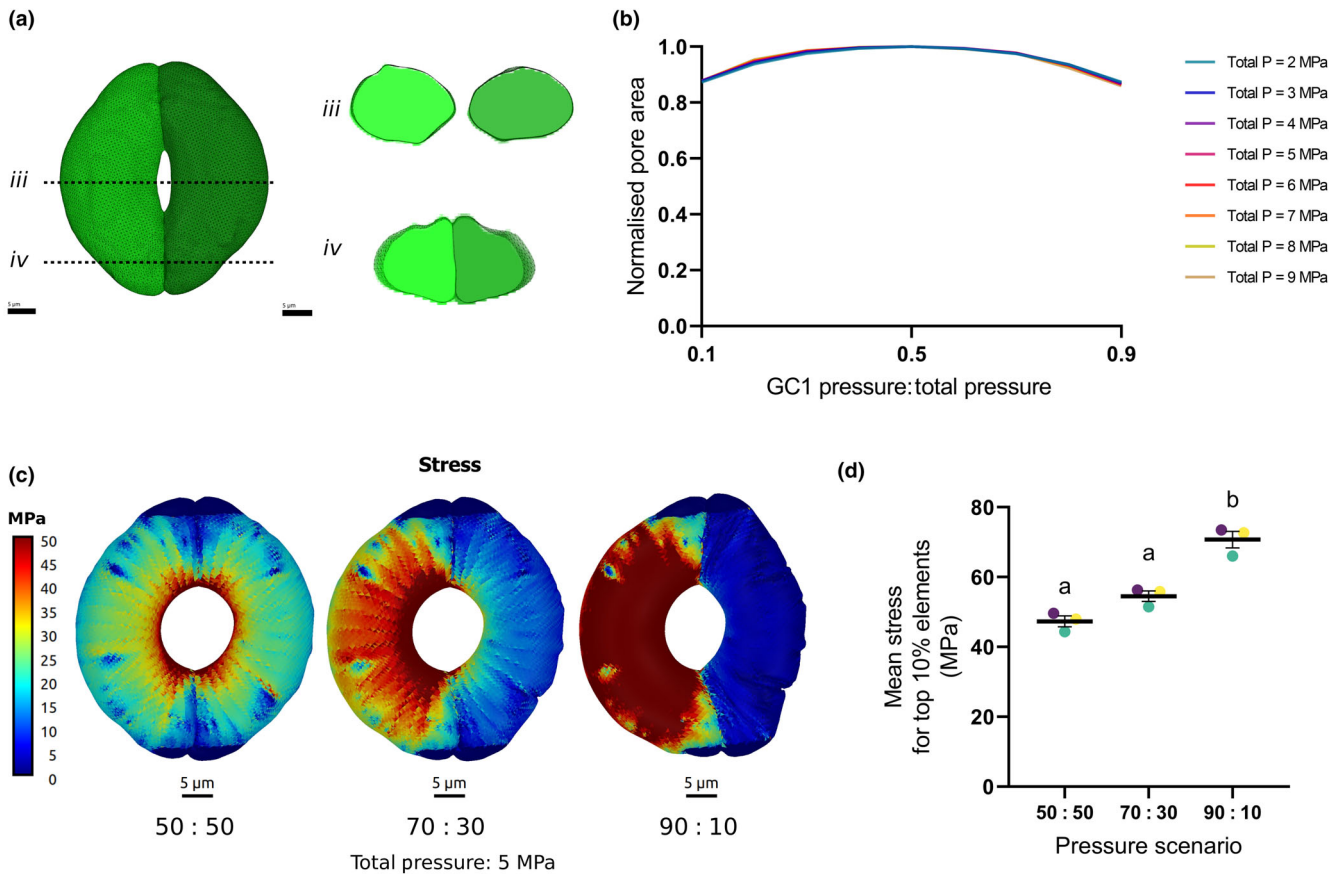 (a)
iii
iv
5 µm
5 µm
iii
iv
(b)
Normalised pore area
1.0
0.8
0.6
0.4
0.2
0.0
0.1
0.5
0.9
GC1 pressure:total pressure
Total P = 2 MPa
Total P = 3 MPa
Total P = 4 MPa
Total P = 5 MPa
Total P = 6 MPa
Total P = 7 MPa
Total P = 8 MPa
Total P = 9 MPa
(c)
Stress
MPa
50
45
40
35
30
25
20
15
10
5
0
5 µm
5 µm
5 µm
50 : 50
70 : 30
90 : 10
Total pressure: 5 MPa
(d)
Mean stress
for top 10% elements
(MPa)
80
60
40
20
0
a
a
b
50 : 50
70 : 30
90 : 10
Pressure scenario